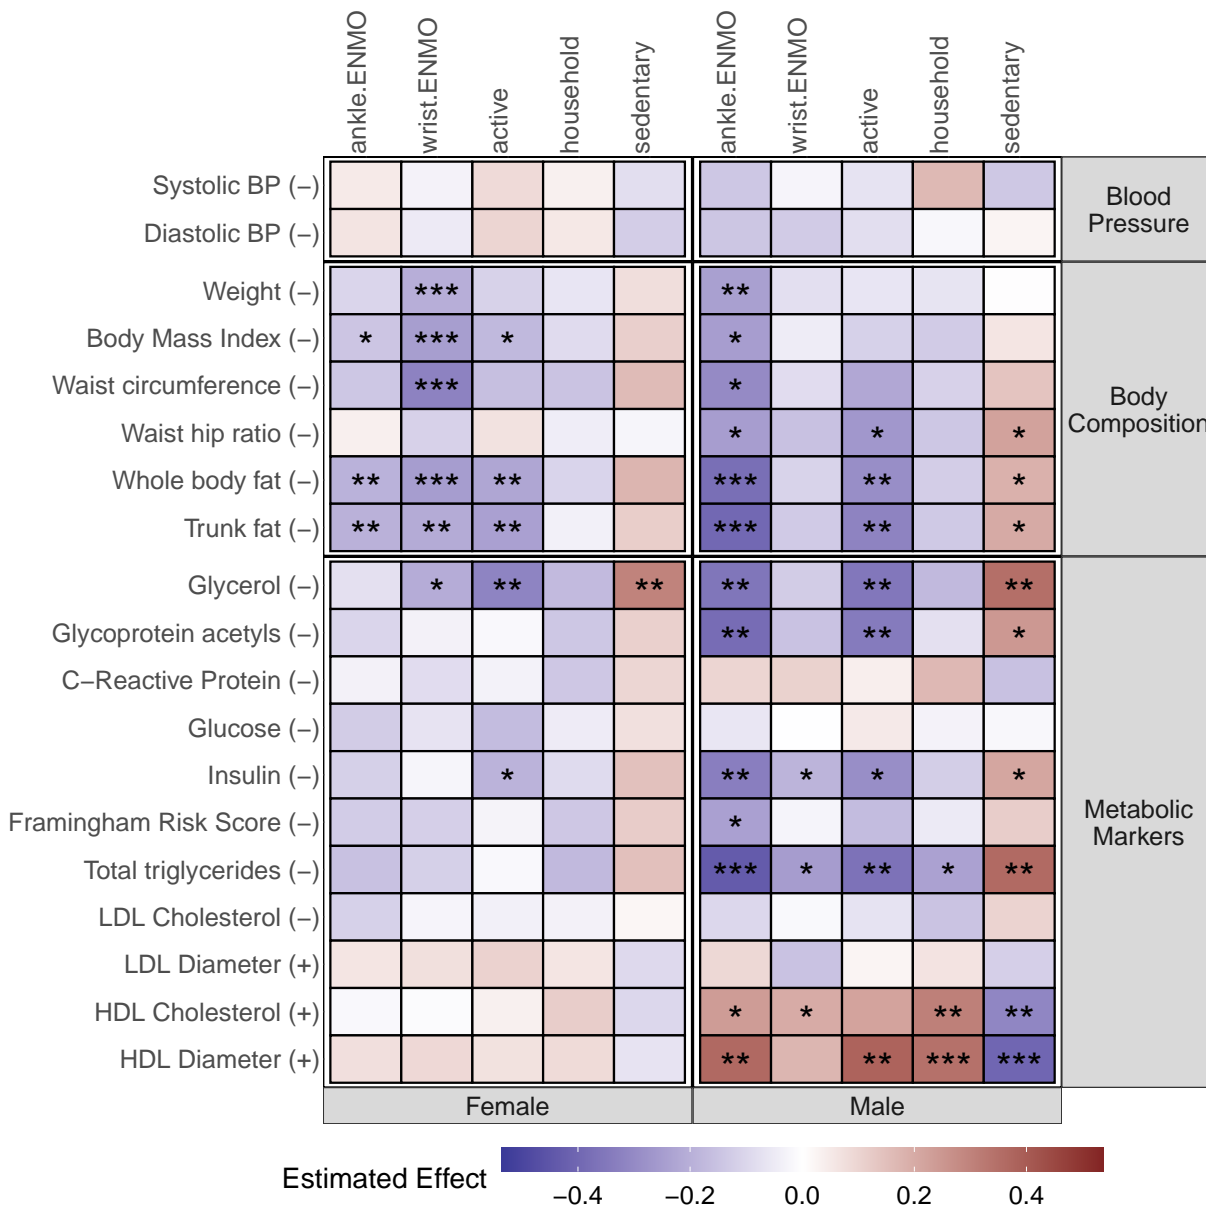 ankle.ENMO wrist.ENMO active household sedentary ankle.ENMO wrist.ENMO active household sedentary
Systolic BP (−)
Diastolic BP (−)
Blood
Pressure
Weight (−) *** **
Body Mass Index (−) * *** * *
Waist circumference (−) *** *
Waist hip ratio (−) * * *
Whole body fat (−) ** *** ** *** ** *
Trunk fat (−) ** ** ** *** ** *
Body
Composition
Glycerol (−) * ** ** ** ** **
Glycoprotein acetyls (−) ** ** *
C−Reactive Protein (−)
Glucose (−)
Insulin (−) * ** * * *
Framingham Risk Score (−) *
Total triglycerides (−) *** * ** * **
LDL Cholesterol (−)
LDL Diameter (+)
HDL Cholesterol (+) * * ** **
HDL Diameter (+) ** ** *** ***
Metabolic
Markers
Female Male
Estimated Effect
−0.4 −0.2 0.0 0.2 0.4